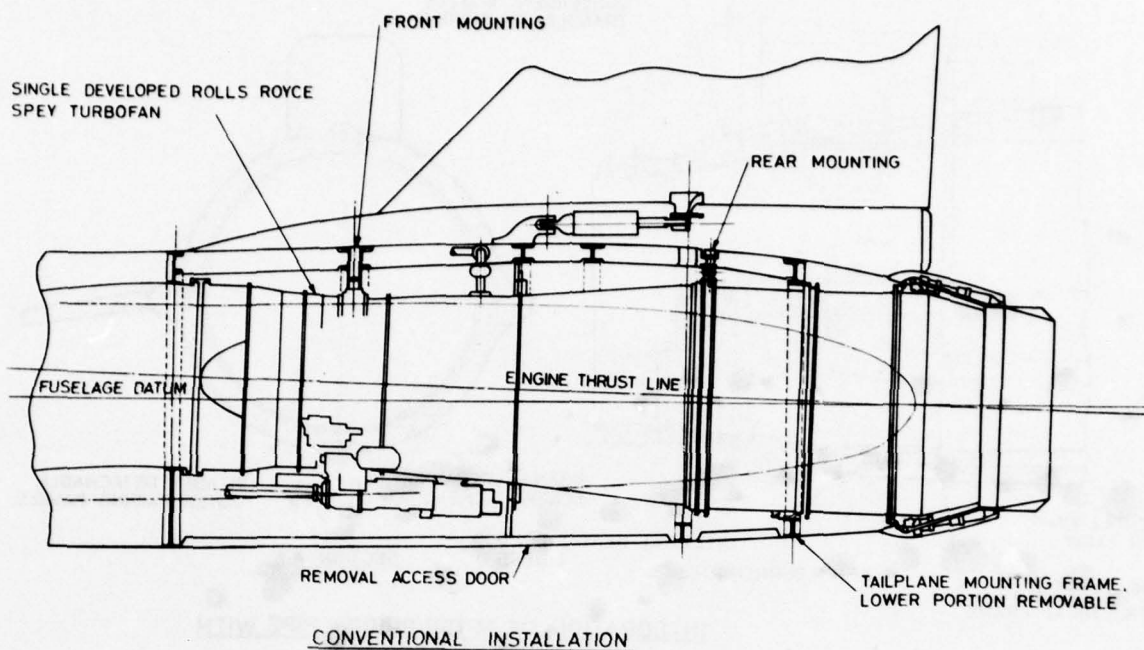 FRONT MOUNTING
SINGLE DEVELOPED ROLLS ROYCE
SPEY TURBOFAN
REAR MOUNTING
FUSELAGE DATUM
ENGINE THRUST LINE
REMOVAL ACCESS DOOR
TAILPLANE MOUNTING FRAME.
LOWER PORTION REMOVABLE
CONVENTIONAL INSTALLATION